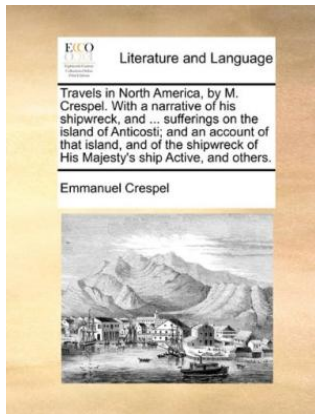 ECCO
Literature and Language
Travels in North America, by M.
Crespel. With a narrative of his
shipwreck, and ... sufferings on the
island of Anticosti; and an account of
that island, and of the shipwreck of
His Majesty's ship Active, and others.
Emmanuel Crespel